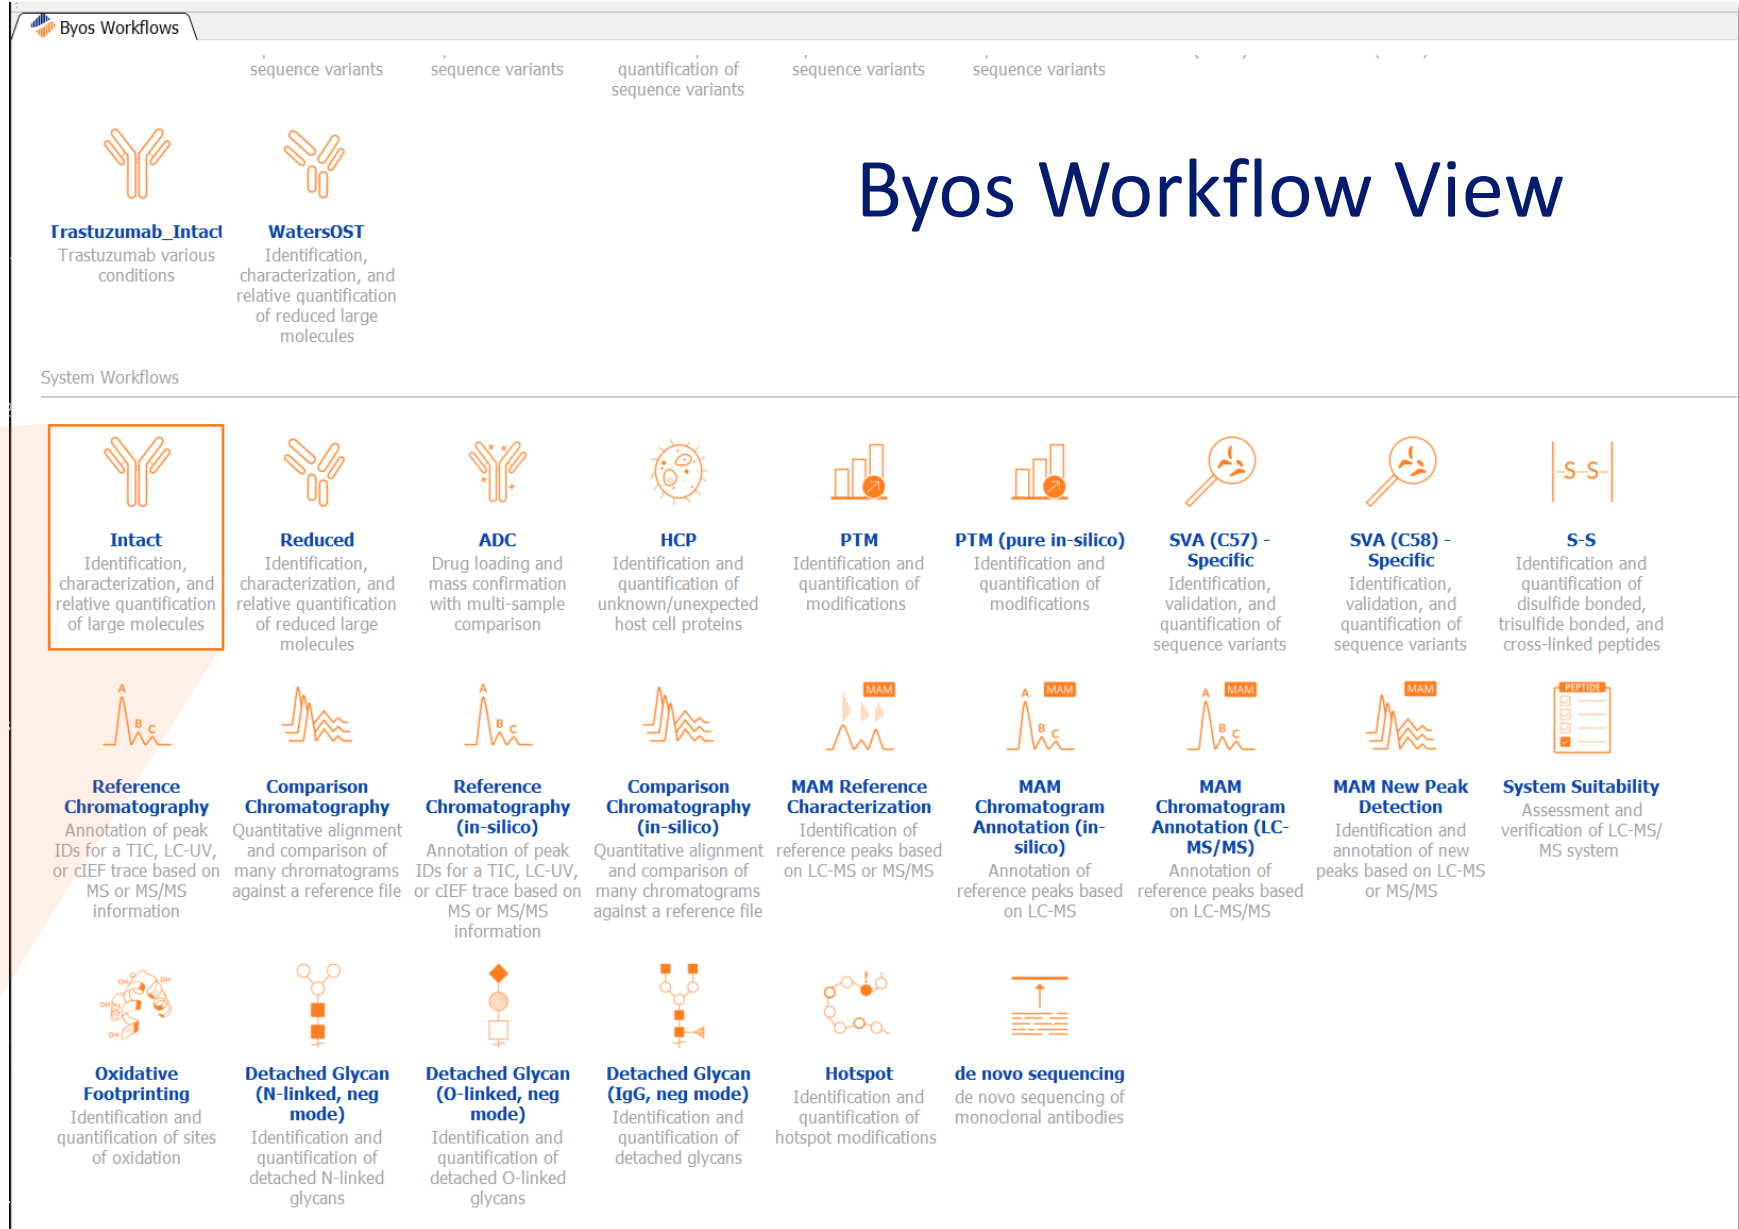 Byos Workflows
sequence variants
sequence variants
quantification of
sequence variants
sequence variants
sequence variants
Byos Workflow View
Trastuzumab_Intact
Trastuzumab various
conditions
WatersOST
Identification,
characterization, and
relative quantification
of reduced large
molecules
System Workflows
Intact
Identification,
characterization, and
relative quantification
of large molecules
Reduced
Identification,
characterization, and
relative quantification
of reduced large
molecules
ADC
Drug loading and
mass confirmation
with multi-sample
comparison
HCP
Identification and
quantification of
unknown/unexpected
host cell proteins
PTM
Identification and
quantification of
modifications
PTM (pure in-silico)
Identification and
quantification of
modifications
SVA (C57) -
Specific
Identification,
validation, and
quantification of
sequence variants
SVA (C58) -
Specific
Identification,
validation, and
quantification of
sequence variants
-S-S-
S-S
Identification and
quantification of
disulfide bonded,
trisulfide bonded, and
cross-linked peptides
A
B C
Reference
Chromatography
Annotation of peak
IDs for a TIC, LC-UV,
or cIEF trace based on
MS or MS/MS
information
Comparison
Chromatography
Quantitative alignment
and comparison of
many chromatograms
against a reference file
A
B C
Reference
Chromatography
(in-silico)
Annotation of peak
IDs for a TIC, LC-UV,
or cIEF trace based on
MS or MS/MS
information
Comparison
Chromatography
(in-silico)
Quantitative alignment
and comparison of
many chromatograms
against a reference file
MAM
MAM Reference
Characterization
Identification of
reference peaks based
on LC-MS or MS/MS
A MAM
B C
MAM
Chromatogram
Annotation (in-
silico)
Annotation of
reference peaks based
on LC-MS
A MAM
B C
MAM
Chromatogram
Annotation (LC-
MS/MS)
Annotation of
reference peaks based
on LC-MS/MS
MAM
MAM New Peak
Detection
Identification and
annotation of new
peaks based on LC-MS
or MS/MS
PEPTIDE
System Suitability
Assessment and
verification of LC-MS/
MS system
OH O OH
OH
OH
Oxidative
Footprinting
Identification and
quantification of sites
of oxidation
Detached Glycan
(N-linked, neg
mode)
Identification and
quantification of
detached N-linked
glycans
Detached Glycan
(O-linked, neg
mode)
Identification and
quantification of
detached O-linked
glycans
Detached Glycan
(IgG, neg mode)
Identification and
quantification of
detached glycans
!
Hotspot
Identification and
quantification of
hotspot modifications
de novo sequencing
de novo sequencing of
monoclonal antibodies